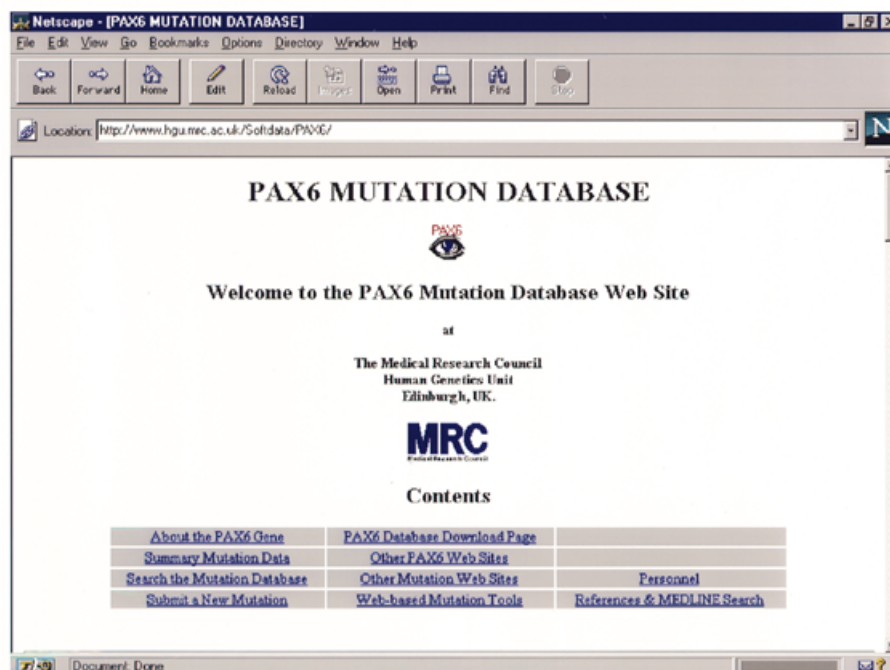 Netscape - [PAX6 MUTATION DATABASE]
File Edit View Go Bookmarks Options Directory Window Help
Back Forward Home Edit Reload Images Open Print Find Stop
Location: http://www.hgu.mrc.ac.uk/Softdata/PAX6/
N
PAX6 MUTATION DATABASE
PAX6
Welcome to the PAX6 Mutation Database Web Site
at
The Medical Research Council
Human Genetics Unit
Edinburgh, UK.
MRC
Medical Research Council
Contents
About the PAX6 Gene PAX6 Database Download Page
Summary Mutation Data Other PAX6 Web Sites
Search the Mutation Database Other Mutation Web Sites Personnel
Submit a New Mutation Web-based Mutation Tools References & MEDLINE Search
Document: Done